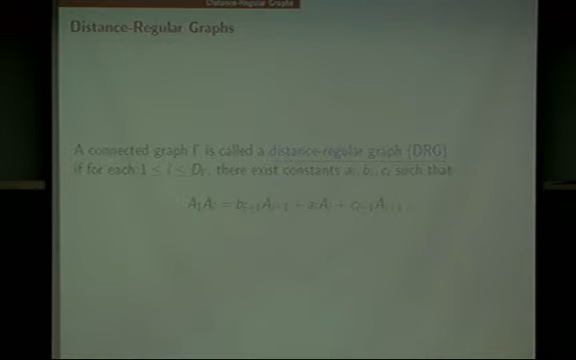 Distance-Regular Graphs
Distance-Regular Graphs
A connected graph Γ is called a distance-regular graph (DRG)
if for each 1 ≤ i ≤ D_Γ, there exist constants a_i, b_i, c_i such that
A_1A_i = b_{i−1}A_{i−1} + a_iA_i + c_{i+1}A_{i+1}